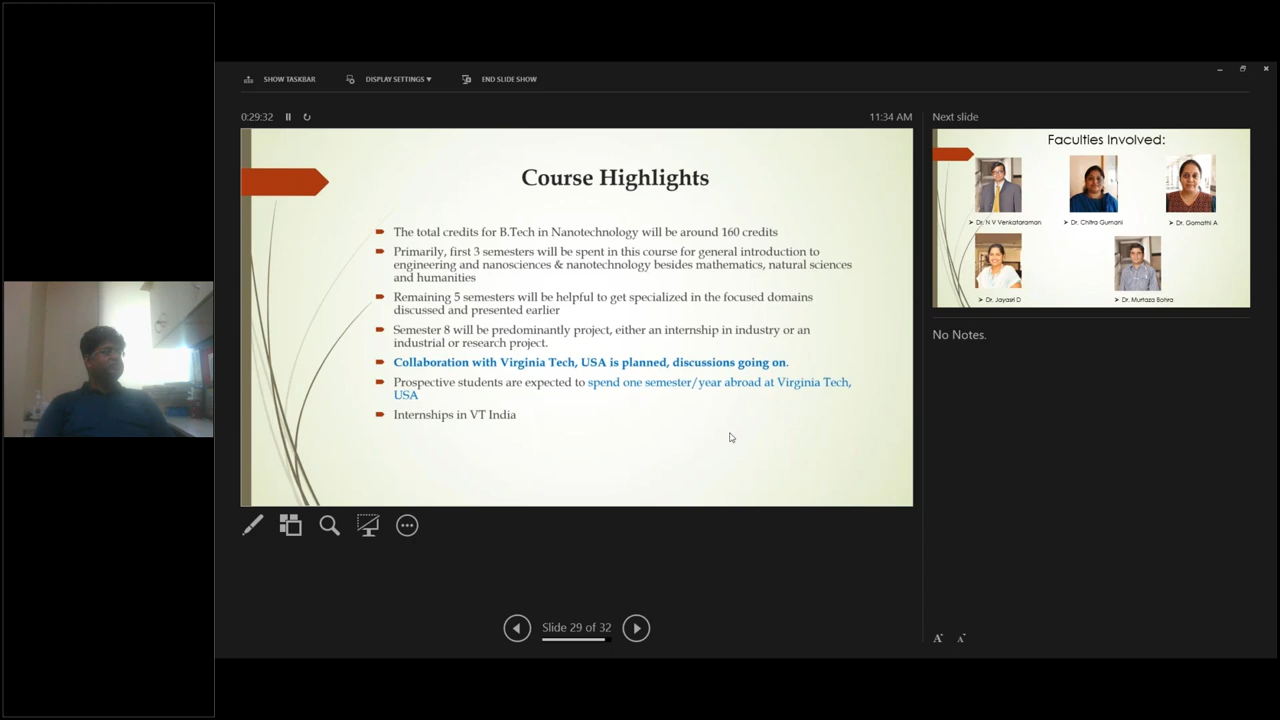 SHOW TASKBAR
DISPLAY SETTINGS ▾
END SLIDE SHOW
0:29:32
11:34 AM
Course Highlights
The total credits for B.Tech in Nanotechnology will be around 160 credits
Primarily, first 3 semesters will be spent in this course for general introduction to
engineering and nanosciences & nanotechnology besides mathematics, natural sciences
and humanities
Remaining 5 semesters will be helpful to get specialized in the focused domains
discussed and presented earlier
Semester 8 will be predominantly project, either an internship in industry or an
industrial or research project.
Collaboration with Virginia Tech, USA is planned, discussions going on.
Prospective students are expected to spend one semester/year abroad at Virginia Tech,
USA
Internships in VT India
Slide 29 of 32
Next slide
Faculties Involved:
Dr. N V Venkataraman
Dr. Chitra Gurnani
Dr. Gomathi A
Dr. Jayasri D
Dr. Murtaza Bohra
No Notes.
A A